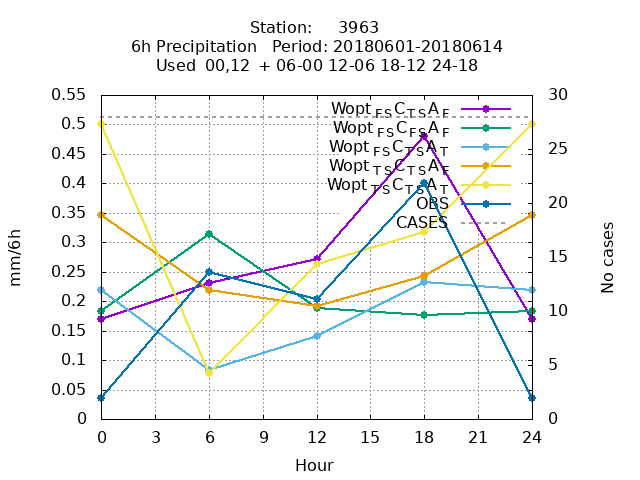 Station: 3963
6h Precipitation Period: 20180601-20180614
Used 00,12 + 06-00 12-06 18-12 24-18
0.55 30
Wopt FS C TS A F
Wopt FS C FS A F
Wopt FS C TS A T
Wopt TS C TS A F
Wopt TS C TS A T
OBS
CASES
0.5
0.45 25
0.4
0.35 20
0.3
0.25 15
0.2
0.15 10
0.1
0.05 5
0 0
mm/6h
No cases
0 3 6 9 12 15 18 21 24
Hour